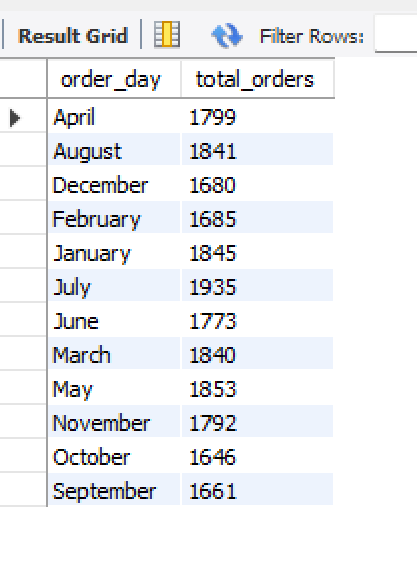 Result Grid Filter Rows:
order_day total_orders
April 1799
August 1841
December 1680
February 1685
January 1845
July 1935
June 1773
March 1840
May 1853
November 1792
October 1646
September 1661